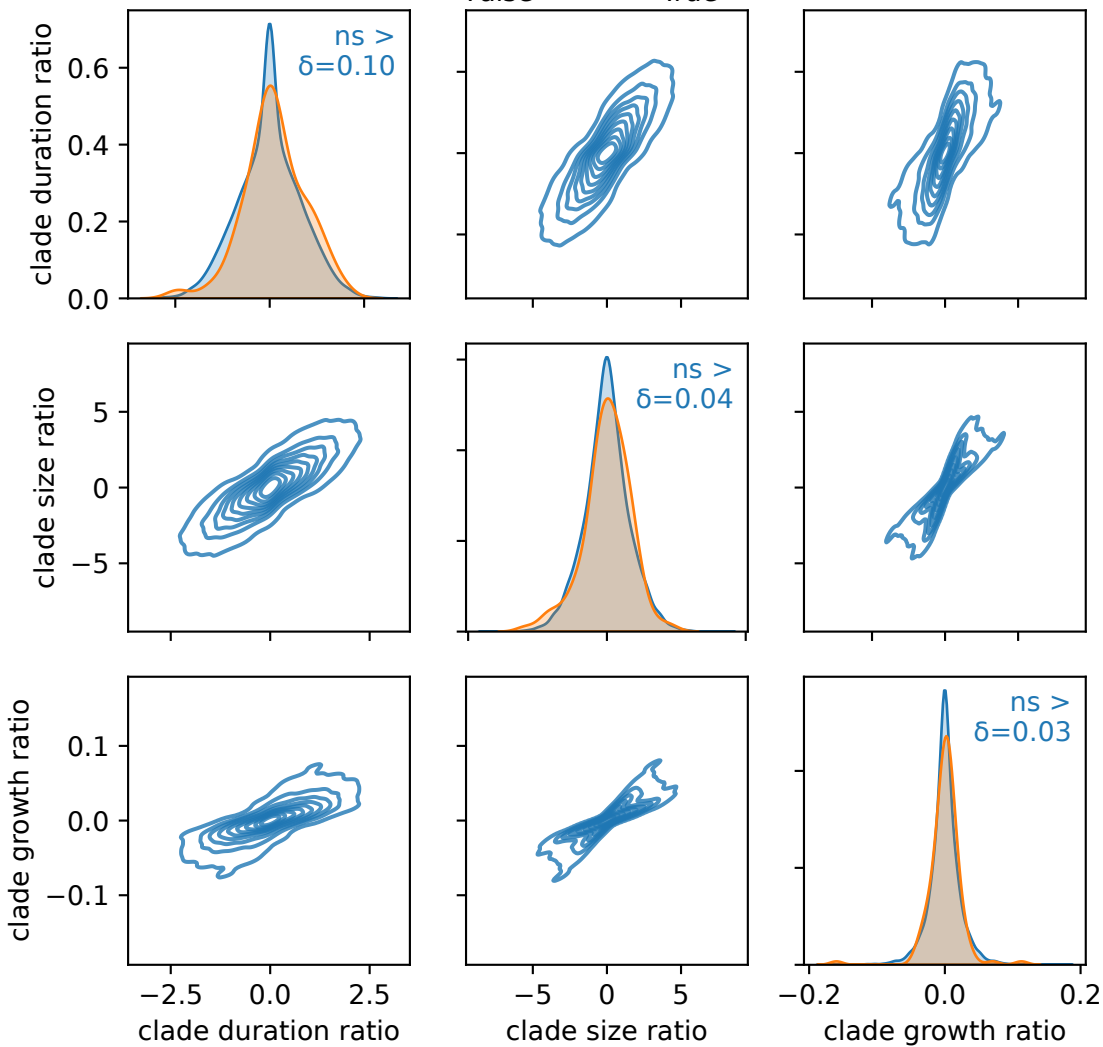 clade duration ratio
0.6
0.4
0.2
0.0
ns >
δ=0.10
clade size ratio
5
0
−5
ns >
δ=0.04
clade growth ratio
0.1
0.0
−0.1
ns >
δ=0.03
−2.5 0.0 2.5
−5 0 5
−0.2 0.0 0.2
clade duration ratio
clade size ratio
clade growth ratio